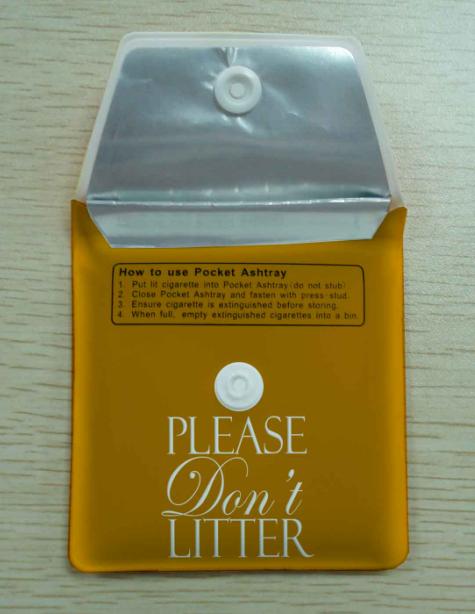 How to use Pocket Ashtray
1. Put lit cigarette into Pocket Ashtray(do not stub)
2. Close Pocket Ashtray and fasten with press-stud.
3. Ensure cigarette is extinguished before storing.
4. When full, empty extinguished cigarettes into a bin.
PLEASE
Don't
LITTER